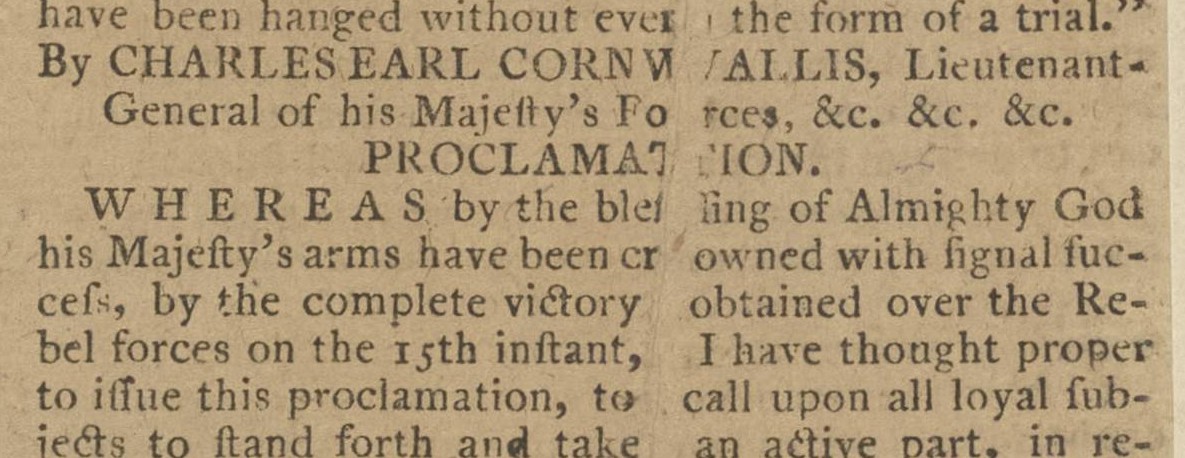 have been hanged without ever the form of a trial.”
By CHARLES EARL CORNWALLIS, Lieutenant-
General of his Majeſty’s Forces, &c. &c. &c.
PROCLAMATION.
WHEREAS by the bleſſing of Almighty God
his Majeſty’s arms have been crowned with ſignal ſuc-
ceſs, by the complete victory obtained over the Re-
bel forces on the 15th inſtant, I have thought proper
to iſſue this proclamation, to call upon all loyal ſub-
jects to ſtand forth and take an active part, in re-